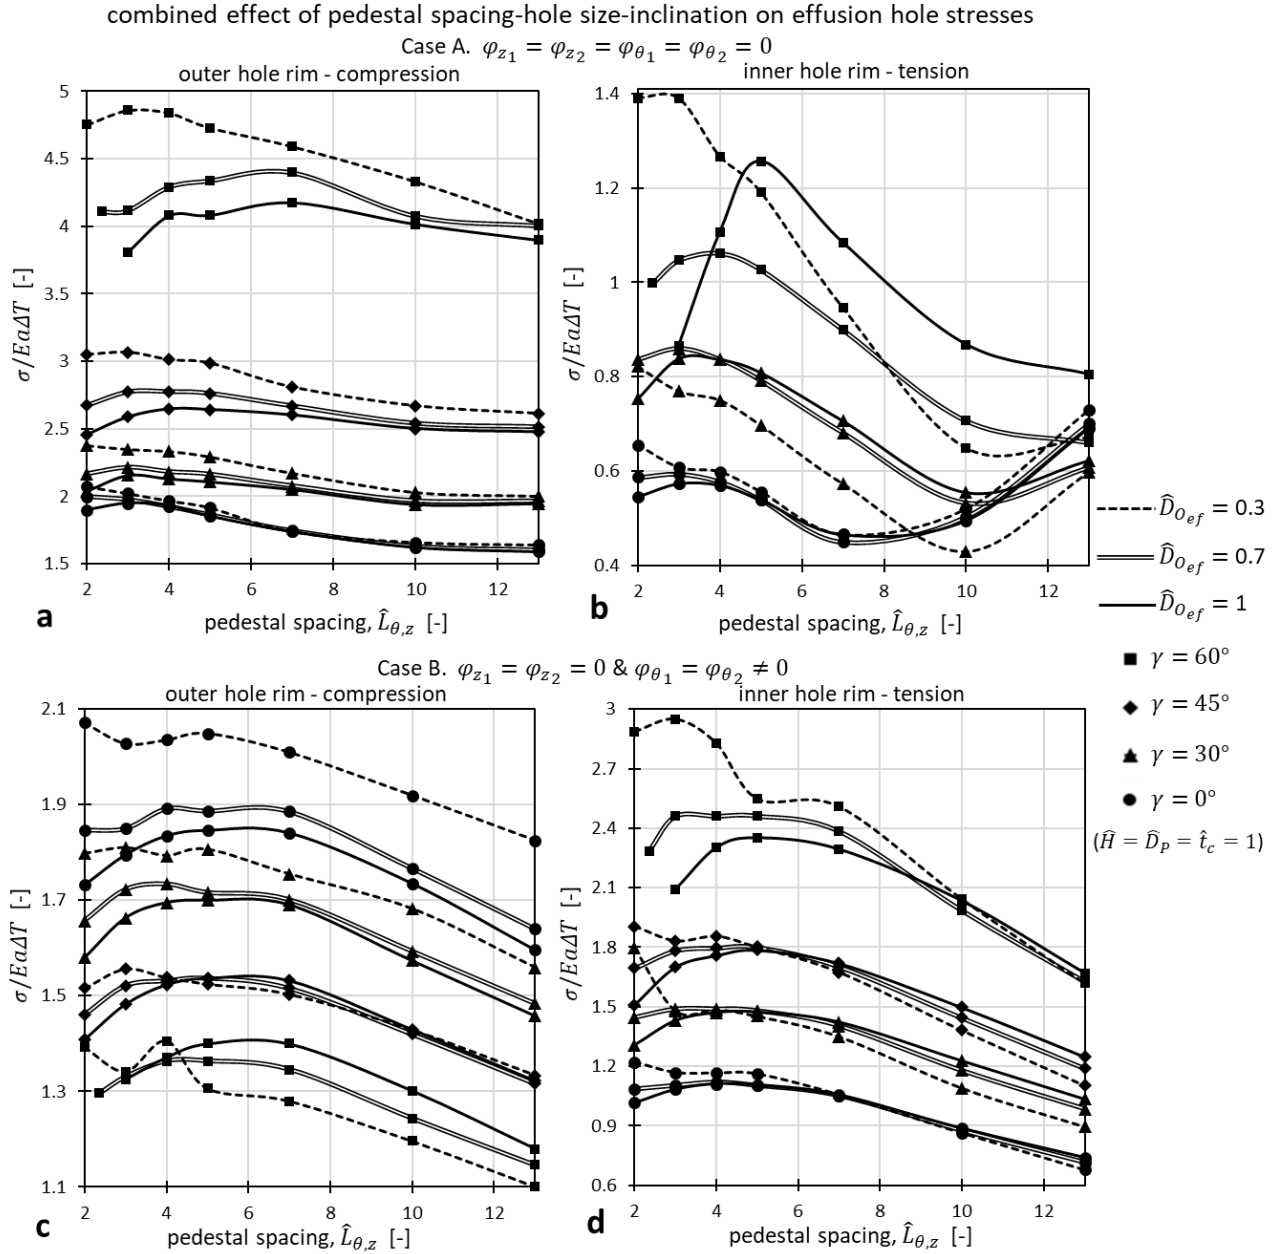 combined effect of pedestal spacing-hole size-inclination on effusion hole stresses
Case A. φz₁ = φz₂ = φθ₁ = φθ₂ = 0
outer hole rim - compression
5
4.5
4
3.5
3
2.5
2
1.5
σ/EaΔT [-]
2 4 6 8 10 12
a
pedestal spacing, L̂θ,z [-]
inner hole rim - tension
1.4
1.2
1
0.8
0.6
0.4
σ/EaΔT [-]
2 4 6 8 10 12
b
pedestal spacing, L̂θ,z [-]
D̂Oef = 0.3
D̂Oef = 0.7
D̂Oef = 1
γ = 60°
γ = 45°
γ = 30°
γ = 0°
(Ĥ = D̂P = t̂c = 1)
Case B. φz₁ = φz₂ = 0 & φθ₁ = φθ₂ ≠ 0
outer hole rim - compression
2.1
1.9
1.7
1.5
1.3
1.1
σ/EaΔT [-]
2 4 6 8 10 12
c
pedestal spacing, L̂θ,z [-]
inner hole rim - tension
3
2.7
2.4
2.1
1.8
1.5
1.2
0.9
0.6
σ/EaΔT [-]
2 4 6 8 10 12
d
pedestal spacing, L̂θ,z [-]